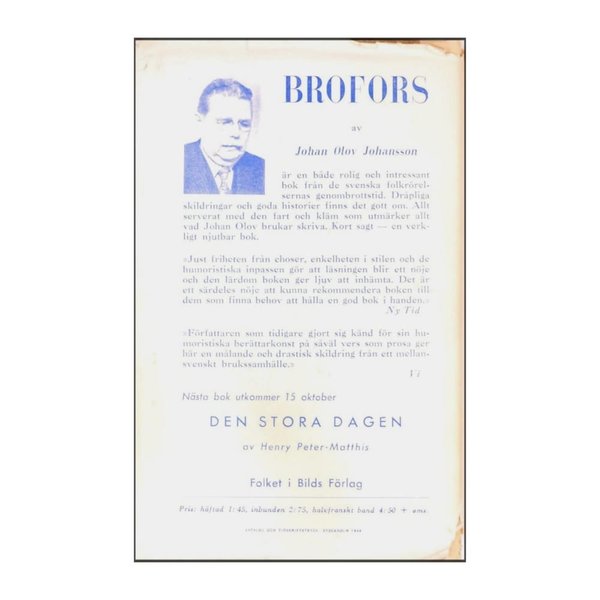 BROFORS
av
Johan Olov Johansson
är en både rolig och intressant
bok från de svenska folkrörel-
sernas genombrottstid. Dråpliga
skildringar och goda historier finns det gott om. Allt
serverat med den fart och kläm som utmärker allt
vad Johan Olov brukar skriva. Kort sagt — en verk-
ligt njutbar bok.
»Just friheten från choser, enkelheten i stilen och de
humoristiska inpassen gör att läsningen blir ett nöje
och den lärdom boken ger ljuv att inhämta. Det är
ett särdeles nöje att kunna rekommendera boken till
dem som finna behov att hålla en god bok i handen.»
Ny Tid
»Författaren som tidigare gjort sig känd för sin hu-
moristiska berättarkonst på såväl vers som prosa ger
här en målande och drastisk skildring från ett mellan-
svenskt brukssamhälle.»
Vi
Nästa bok utkommer 15 oktober
DEN STORA DAGEN
av Henry Peter-Matthis
Folket i Bilds Förlag
Pris: häftad 1/45, inbunden 2/75, halvfranskt band 4/50 + oms.
STOCKHOLM